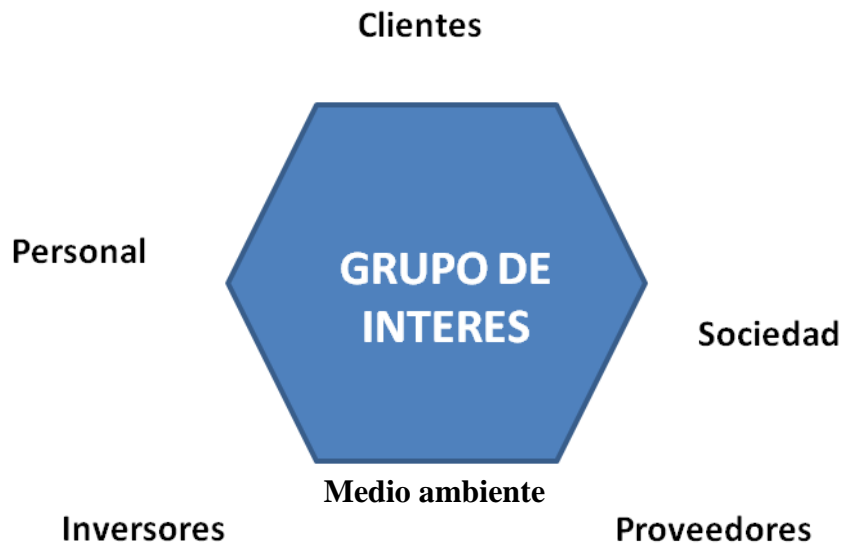 Clientes
Personal
GRUPO DE
INTERES
Sociedad
Medio ambiente
Inversores
Proveedores